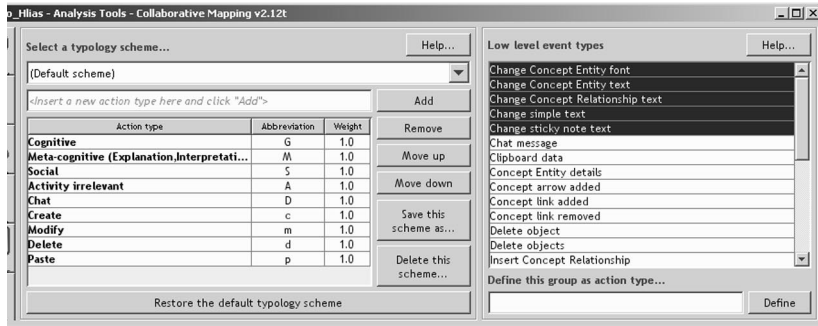 o_Hlias - Analysis Tools - Collaborative Mapping v2.12t
Select a typology scheme...
Help...
(Default scheme)
<Insert a new action type here and click "Add">
Add
Action type Abbreviation Weight
Cognitive G 1.0
Meta-cognitive (Explanation,Interpretati... M 1.0
Social S 1.0
Activity irrelevant A 1.0
Chat D 1.0
Create c 1.0
Modify m 1.0
Delete d 1.0
Paste p 1.0
Remove
Move up
Move down
Save this
scheme as...
Delete this
scheme...
Restore the default typology scheme
Low level event types
Help...
Change Concept Entity font
Change Concept Entity text
Change Concept Relationship text
Change simple text
Change sticky note text
Chat message
Clipboard data
Concept Entity details
Concept arrow added
Concept link added
Concept link removed
Delete object
Delete objects
Insert Concept Relationship
Define this group as action type...
Define